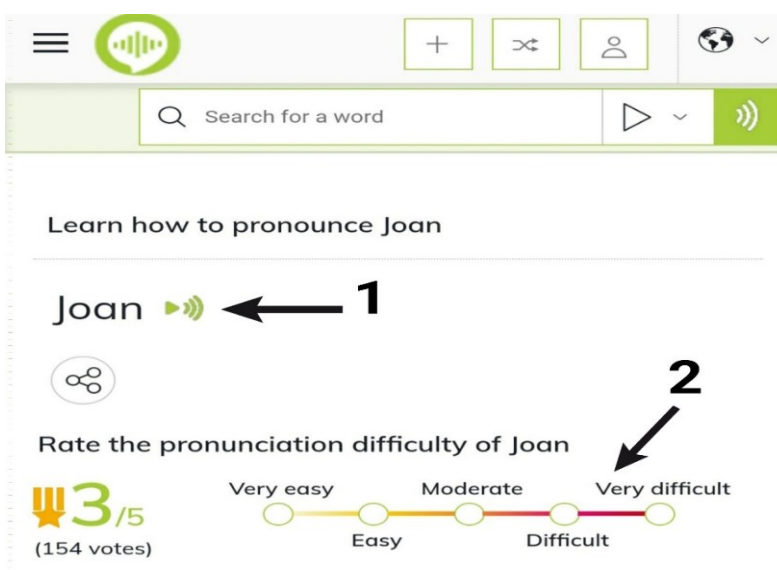 Search for a word
Learn how to pronounce Joan
Joan
1
2
Rate the pronunciation difficulty of Joan
3/5
(154 votes)
Very easy Moderate Very difficult
Easy Difficult